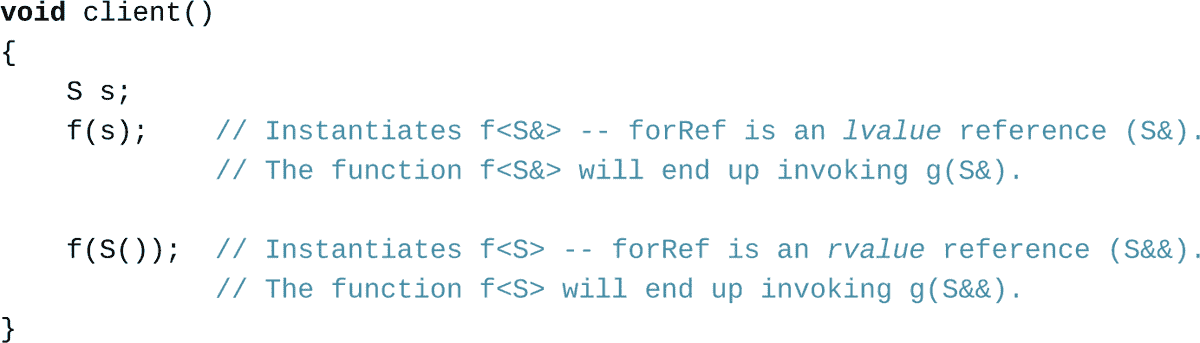 void client()
{
    S s;
    f(s);    // Instantiates f<S&> -- forRef is an lvalue reference (S&).
             // The function f<S&> will end up invoking g(S&).
    f(S());  // Instantiates f<S> -- forRef is an rvalue reference (S&&).
             // The function f<S> will end up invoking g(S&&).
}